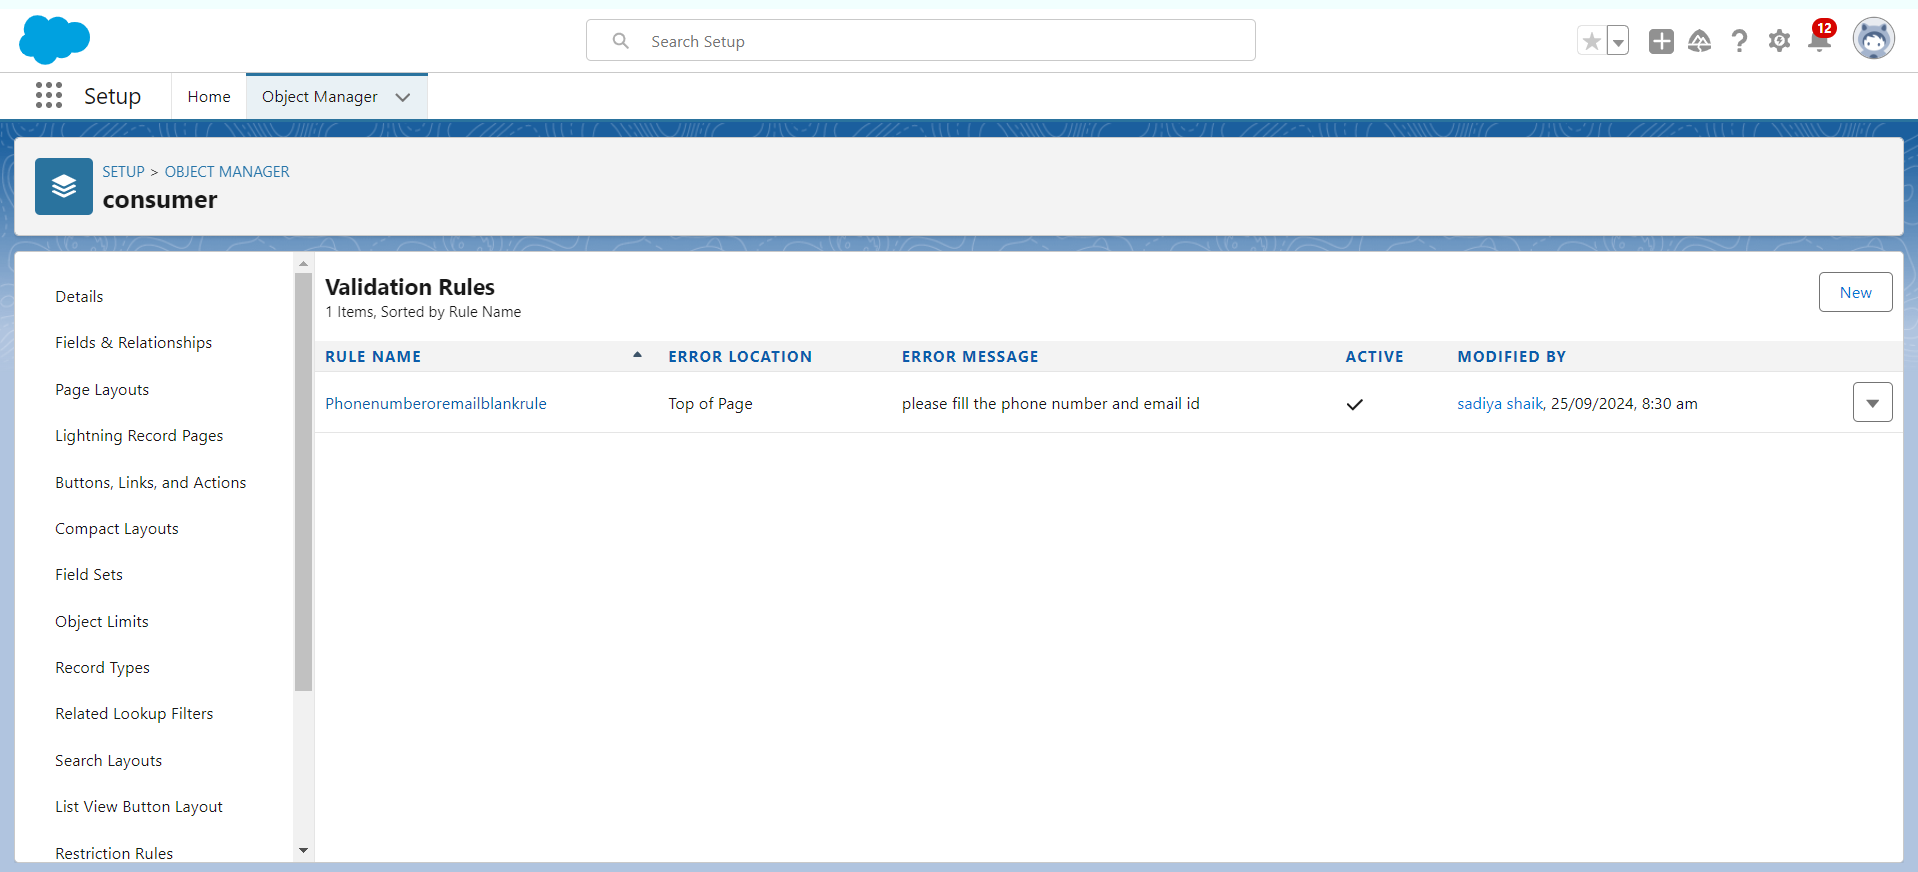 Search Setup
12
Setup
Home
Object Manager
SETUP > OBJECT MANAGER
consumer
Details
Fields & Relationships
Page Layouts
Lightning Record Pages
Buttons, Links, and Actions
Compact Layouts
Field Sets
Object Limits
Record Types
Related Lookup Filters
Search Layouts
List View Button Layout
Restriction Rules
Validation Rules
1 Items, Sorted by Rule Name
New
RULE NAME ERROR LOCATION ERROR MESSAGE ACTIVE MODIFIED BY
Phonenumberoremailblankrule Top of Page please fill the phone number and email id sadiya shaik, 25/09/2024, 8:30 am